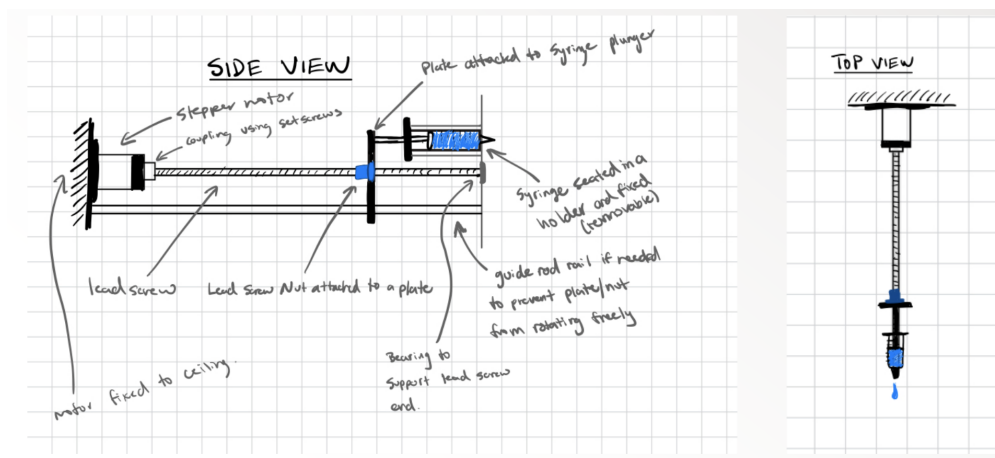 SIDE VIEW
Plate attached to syringe plunger
stepper motor
coupling using setscrews
Syringe seated in a
holder and fixed
(removable)
lead screw
Lead Screw Nut attached to a plate
guide rod rail if needed
to prevent plate/nut
from rotating freely
Bearing to
support lead screw
end.
motor fixed to ceiling.
TOP VIEW